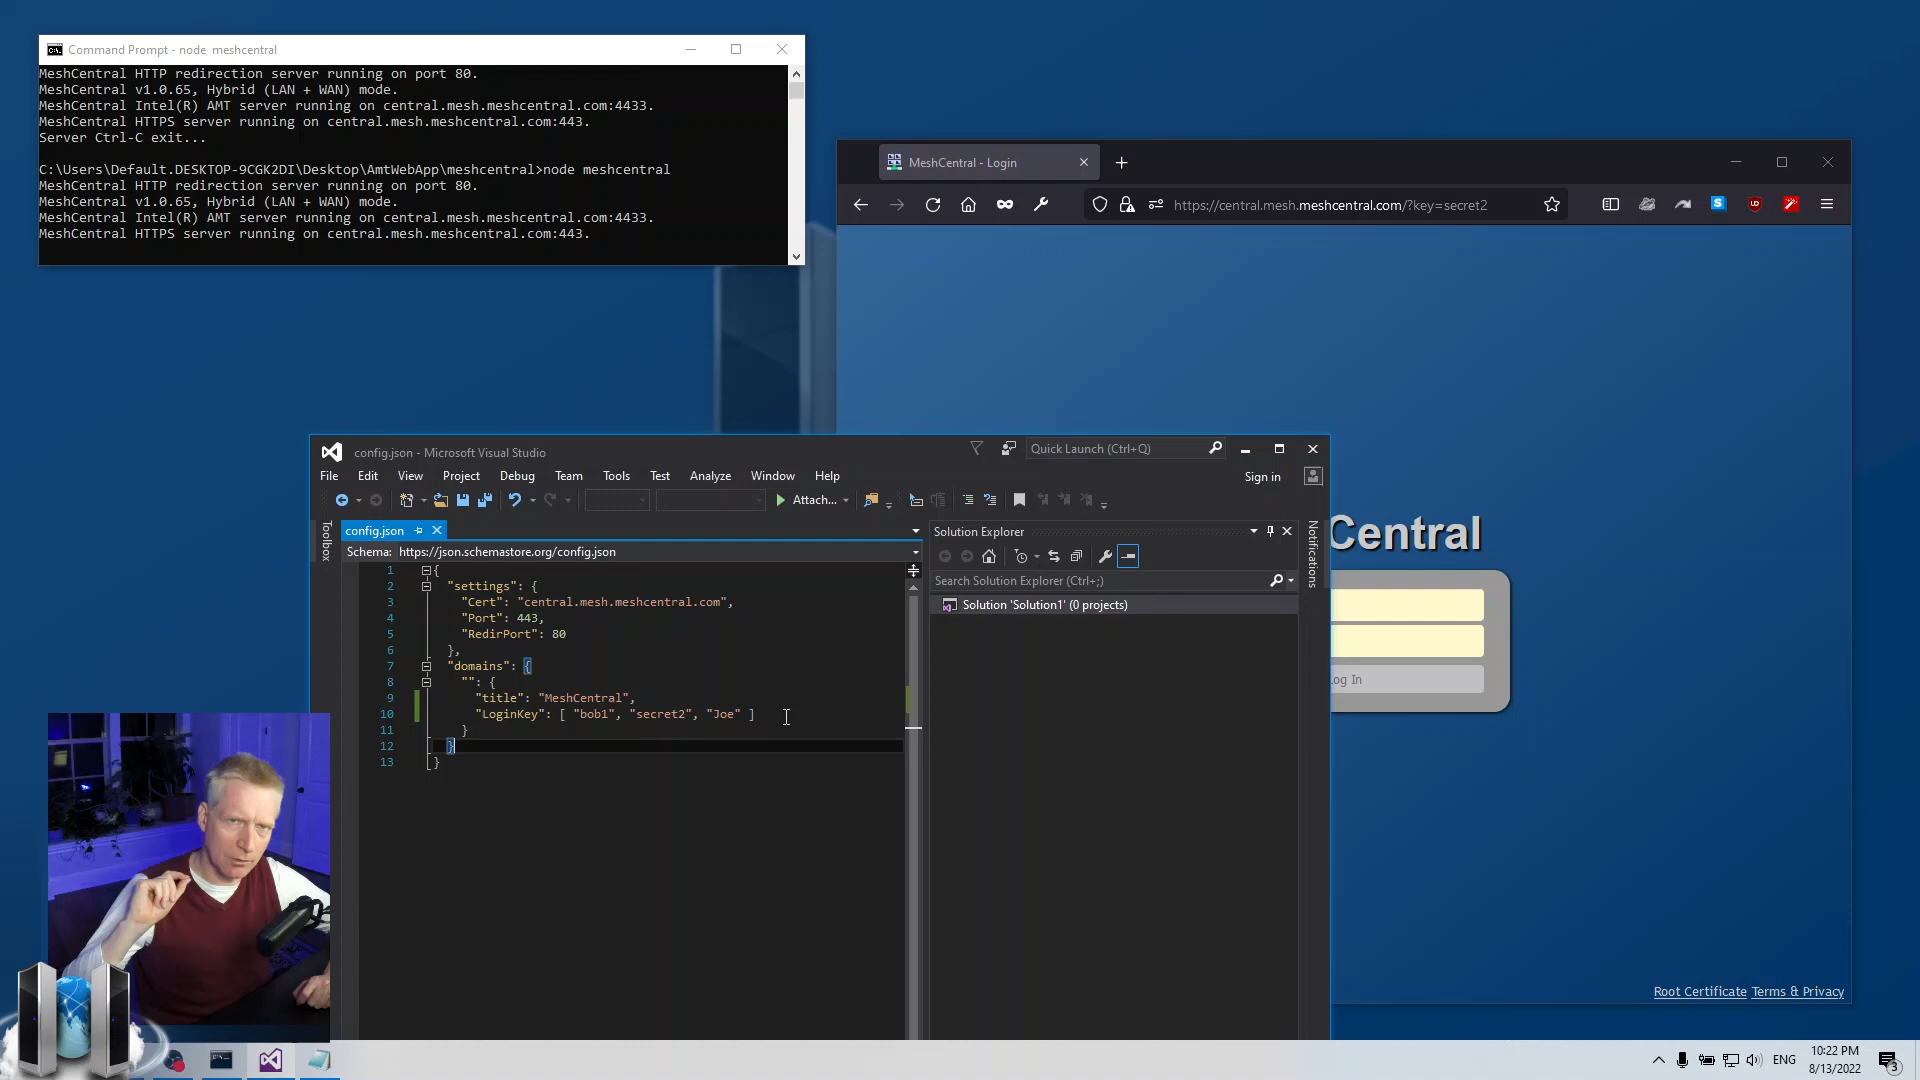 Command Prompt - node  meshcentral
MeshCentral HTTP redirection server running on port 80.
MeshCentral v1.0.65, Hybrid (LAN + WAN) mode.
MeshCentral Intel(R) AMT server running on central.mesh.meshcentral.com:4433.
MeshCentral HTTPS server running on central.mesh.meshcentral.com:443.
Server Ctrl-C exit...
C:\Users\Default.DESKTOP-9CGK2DI\Desktop\AmtWebApp\meshcentral>node meshcentral
MeshCentral HTTP redirection server running on port 80.
MeshCentral v1.0.65, Hybrid (LAN + WAN) mode.
MeshCentral Intel(R) AMT server running on central.mesh.meshcentral.com:4433.
MeshCentral HTTPS server running on central.mesh.meshcentral.com:443.
MeshCentral - Login
https://central.mesh.meshcentral.com/?key=secret2
Central
og In
Root Certificate Terms & Privacy
config.json - Microsoft Visual Studio
Quick Launch (Ctrl+Q)
File Edit View Project Debug Team Tools Test Analyze Window Help
Sign in
Attach...
Toolbox
config.json
Schema: https://json.schemastore.org/config.json
1 {
2 "settings": {
3 "Cert": "central.mesh.meshcentral.com",
4 "Port": 443,
5 "RedirPort": 80
6 },
7 "domains": {
8 "": {
9 "title": "MeshCentral",
10 "LoginKey": [ "bob1", "secret2", "Joe" ]
11 }
12 }
13 }
Solution Explorer
Search Solution Explorer (Ctrl+;)
Solution 'Solution1' (0 projects)
Notifications
ENG
10:22 PM
8/13/2022
3